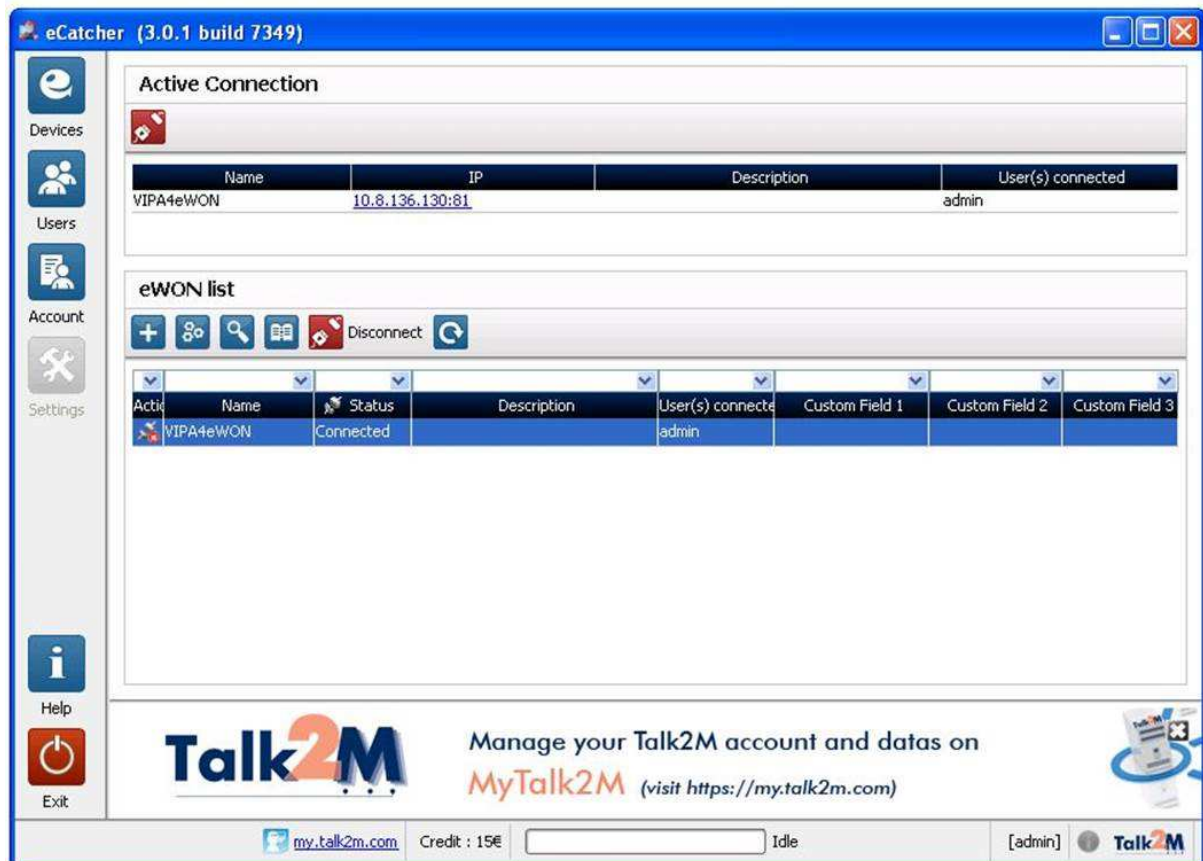 eCatcher (3.0.1 build 7349)
Devices
Users
Account
Settings
Help
Exit
Active Connection
Name IP Description User(s) connected
VIPA4eWON 10.8.136.130:81 admin
eWON list
Disconnect
Actio Name Status Description User(s) connecte Custom Field 1 Custom Field 2 Custom Field 3
VIPA4eWON Connected admin
Talk2M
Manage your Talk2M account and datas on
MyTalk2M (visit https://my.talk2m.com)
my.talk2m.com Credit : 15€ Idle [admin] Talk2M